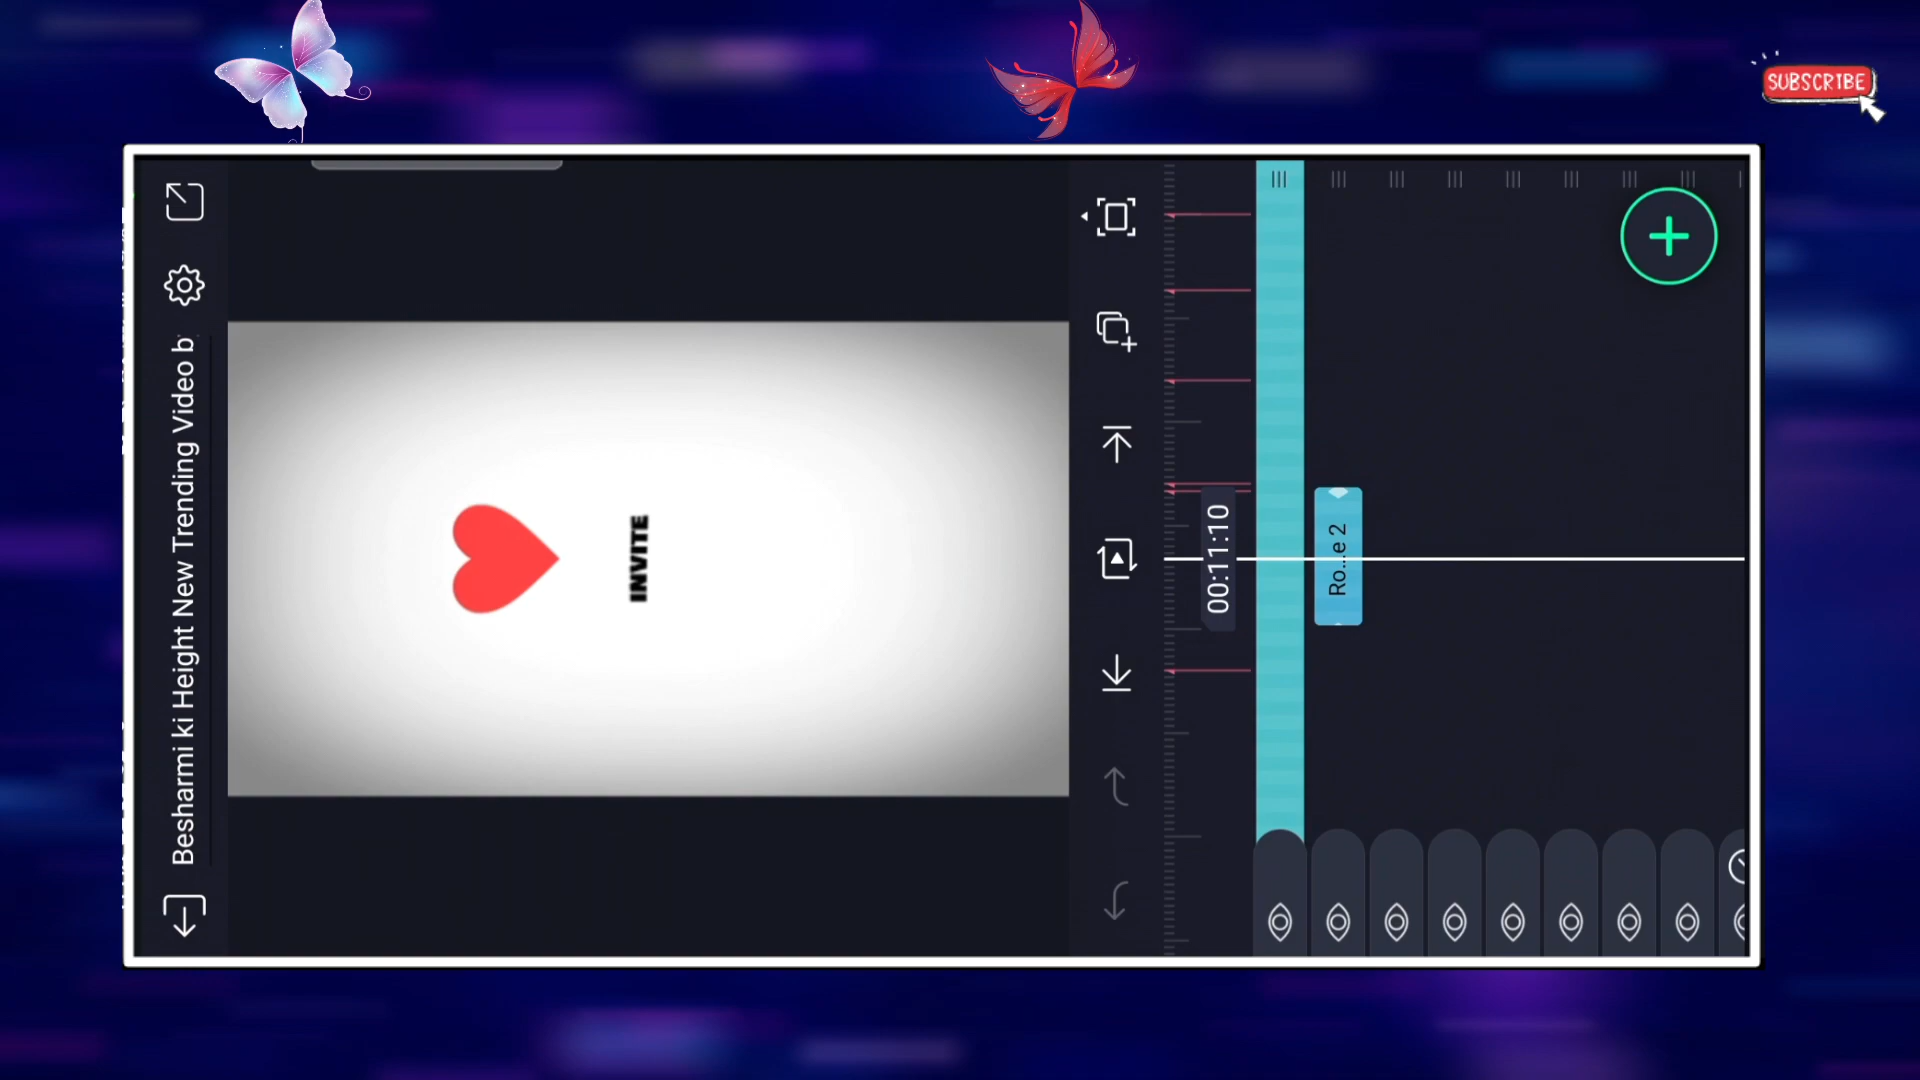 SUBSCRIBE
Besharmi ki Height New Trending Video b
INVITE
00:11:10
Ro...e 2